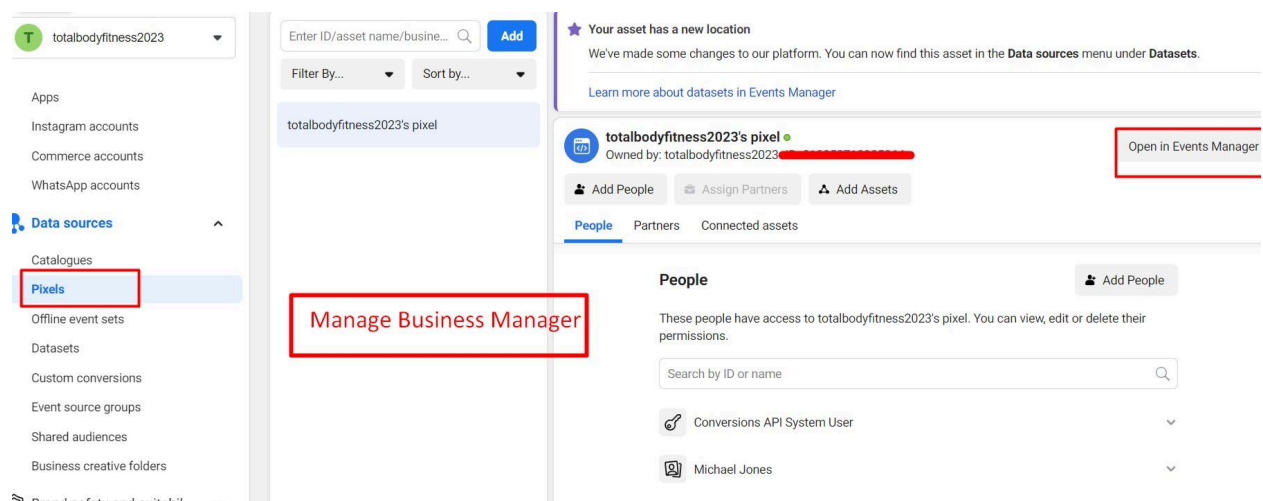 T totalbodyfitness2023
Apps
Instagram accounts
Commerce accounts
WhatsApp accounts
Data sources
Catalogues
Pixels
Offline event sets
Datasets
Custom conversions
Event source groups
Shared audiences
Business creative folders
Enter ID/asset name/busine...
Add
Filter By...
Sort by...
totalbodyfitness2023's pixel
Manage Business Manager
Your asset has a new location
We've made some changes to our platform. You can now find this asset in the Data sources menu under Datasets.
Learn more about datasets in Events Manager
totalbodyfitness2023's pixel
Owned by: totalbodyfitness2023
Open in Events Manager
Add People
Assign Partners
Add Assets
People
Partners
Connected assets
People
Add People
These people have access to totalbodyfitness2023's pixel. You can view, edit or delete their
permissions.
Search by ID or name
Conversions API System User
Michael Jones